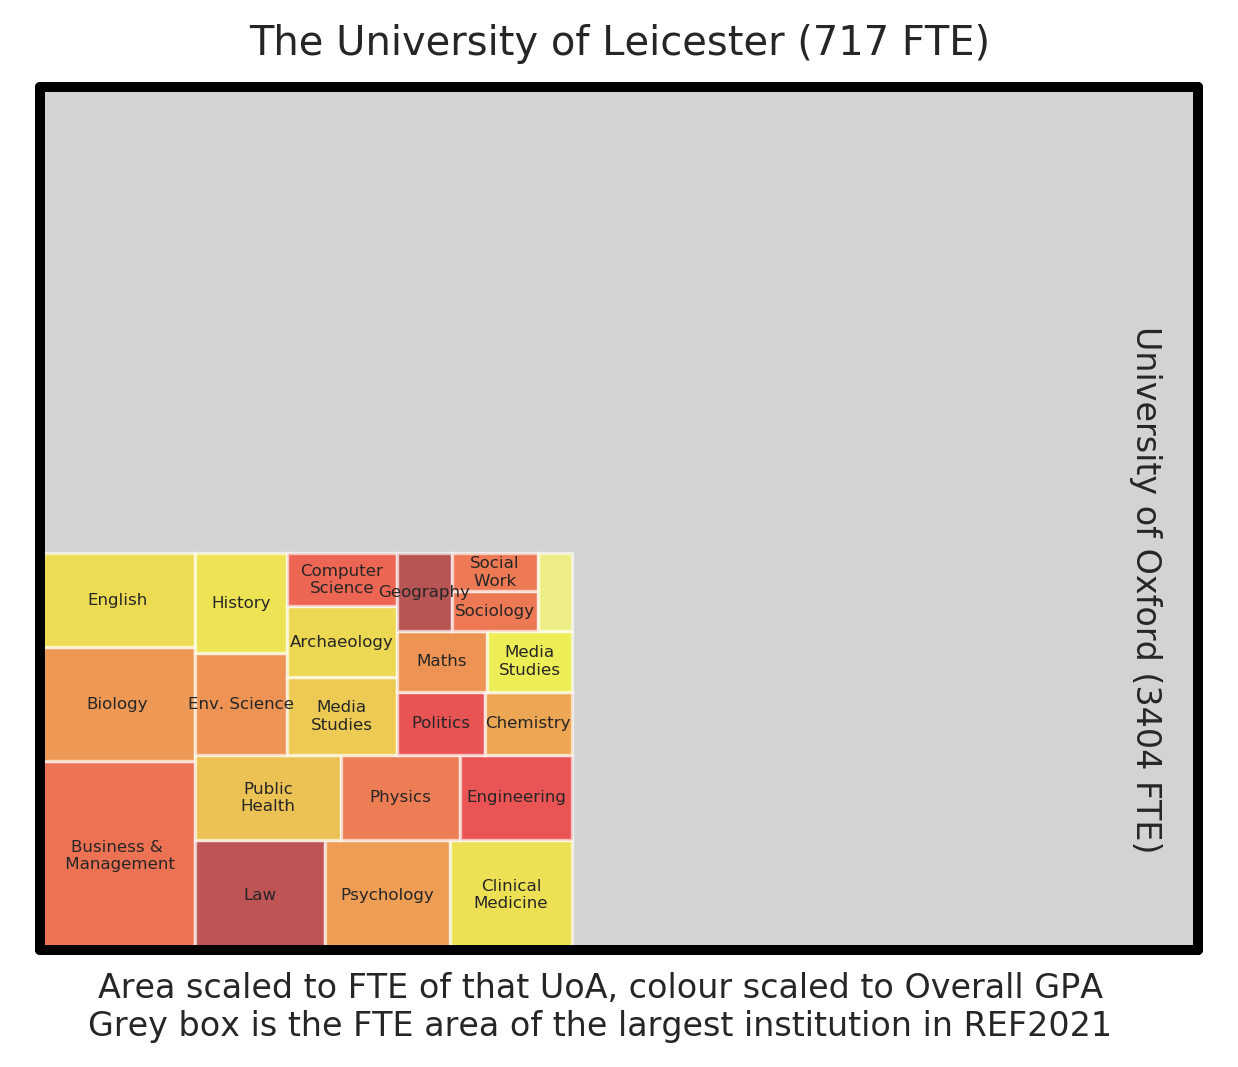 The University of Leicester (717 FTE)
University of Oxford (3404 FTE)
English
History
Computer
Science
Geography
Social
Work
Sociology
Archaeology
Maths
Media
Studies
Biology
Env. Science
Media
Studies
Politics
Chemistry
Public
Health
Physics
Engineering
Business &
Management
Law
Psychology
Clinical
Medicine
Area scaled to FTE of that UoA, colour scaled to Overall GPA
Grey box is the FTE area of the largest institution in REF2021